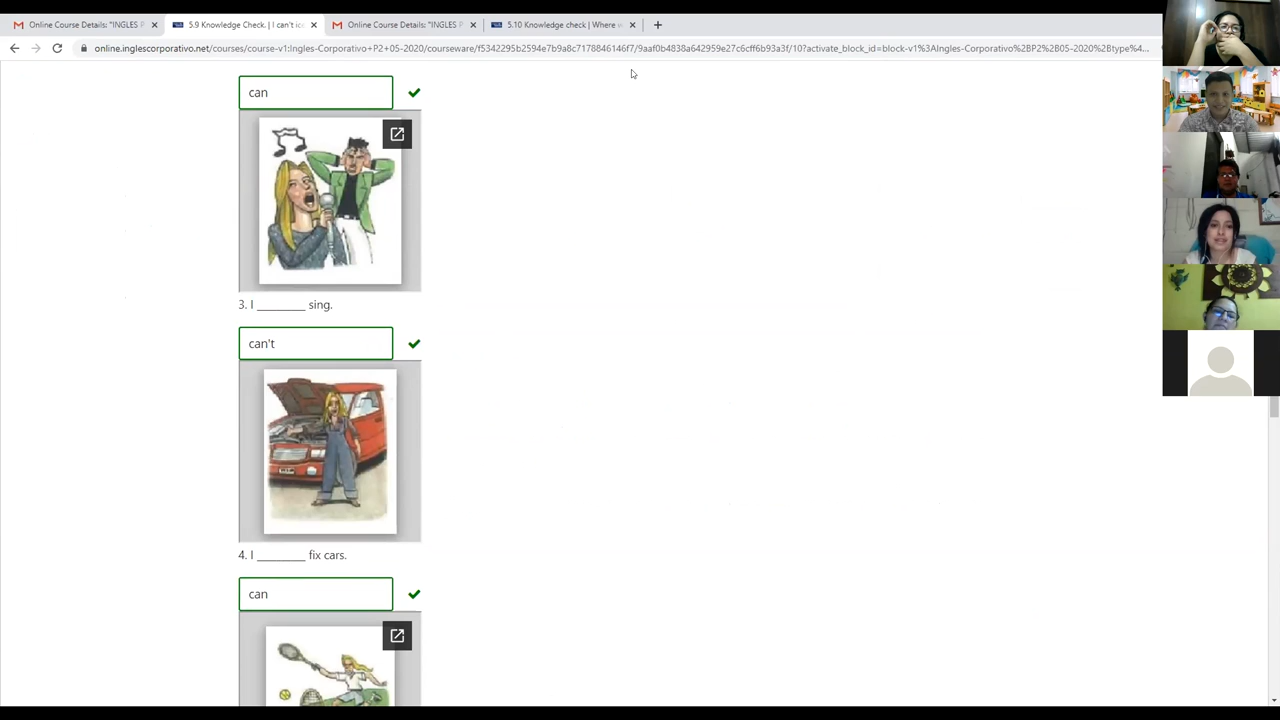 Online Course Details: "INGLES P
5.9 Knowledge Check. | I can't ice
Online Course Details: "INGLES P
5.10 Knowledge check | Where v
online.inglescorporativo.net/courses/course-v1:Ingles-Corporativo+P2+05-2020/courseware/f5342295b2294e7b9a8c7178846146f7/9aaf0b4838a642959e27c6cff6b93a3f/10?activate_block_id=block-v1%3AIngles-Corporativo%2BP2%2B05-2020%2Btype%4...
can
3. I ________ sing.
can't
4. I ________ fix cars.
can